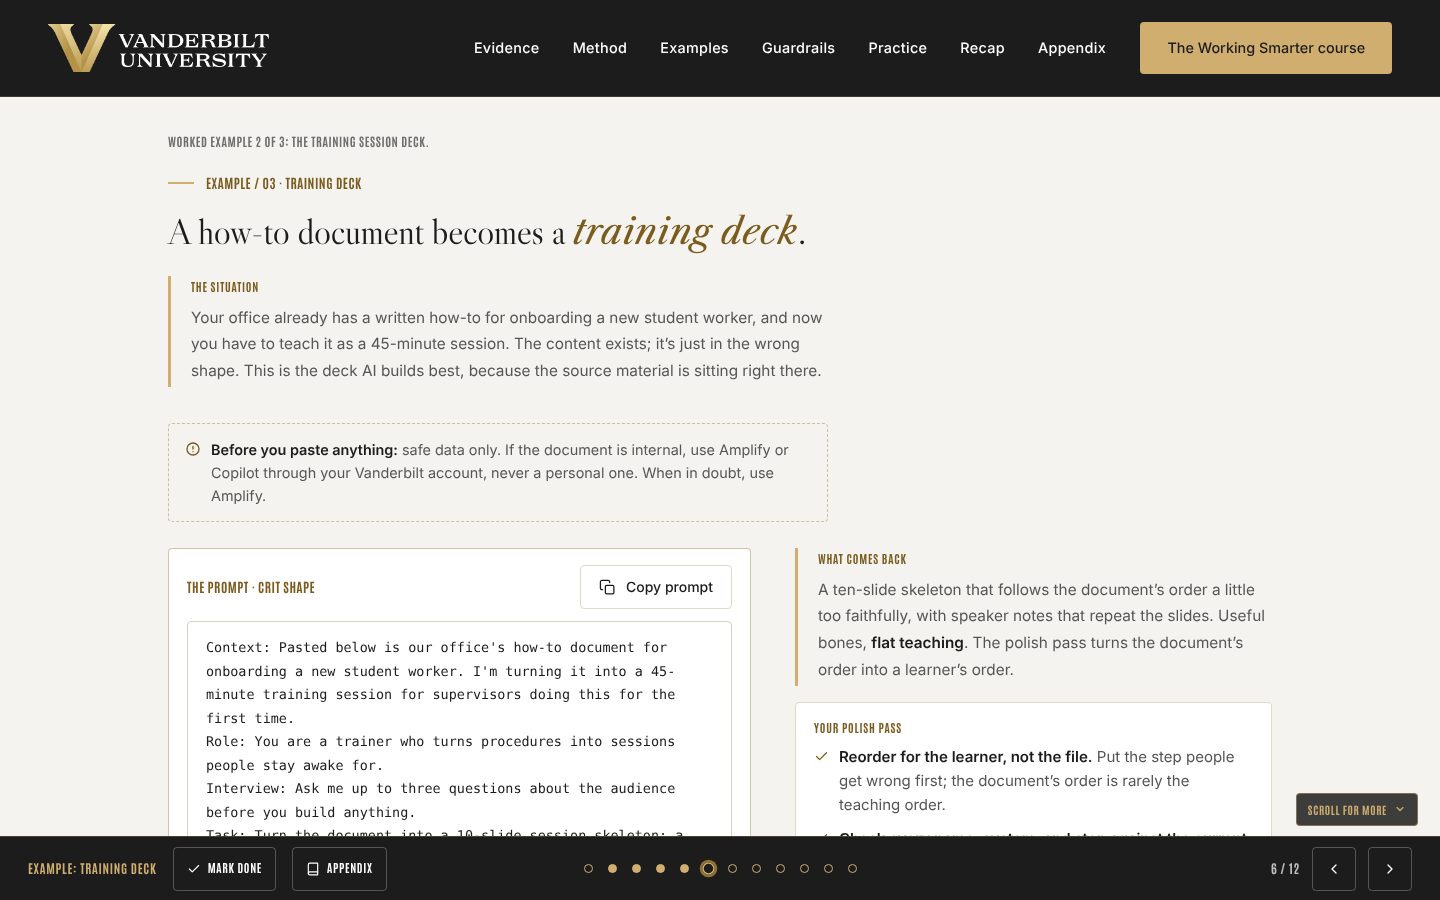 VANDERBILT
UNIVERSITY
Evidence
Method
Examples
Guardrails
Practice
Recap
Appendix
The Working Smarter course
WORKED EXAMPLE 2 OF 3: THE TRAINING SESSION DECK.
EXAMPLE / 03 · TRAINING DECK
A how-to document becomes a training deck.
THE SITUATION
Your office already has a written how-to for onboarding a new student worker, and now
you have to teach it as a 45-minute session. The content exists; it’s just in the wrong
shape. This is the deck AI builds best, because the source material is sitting right there.
Before you paste anything: safe data only. If the document is internal, use Amplify or
Copilot through your Vanderbilt account, never a personal one. When in doubt, use
Amplify.
THE PROMPT · CRIT SHAPE
Copy prompt
Context: Pasted below is our office's how-to document for
onboarding a new student worker. I'm turning it into a 45-
minute training session for supervisors doing this for the
first time.
Role: You are a trainer who turns procedures into sessions
people stay awake for.
Interview: Ask me up to three questions about the audience
before you build anything.
Task: Turn the document into a 10-slide session skeleton: a
WHAT COMES BACK
A ten-slide skeleton that follows the document’s order a little
too faithfully, with speaker notes that repeat the slides. Useful
bones, flat teaching. The polish pass turns the document’s
order into a learner’s order.
YOUR POLISH PASS
Reorder for the learner, not the file. Put the step people
get wrong first; the document’s order is rarely the
teaching order.
SCROLL FOR MORE
EXAMPLE: TRAINING DECK
MARK DONE
APPENDIX
6 / 12